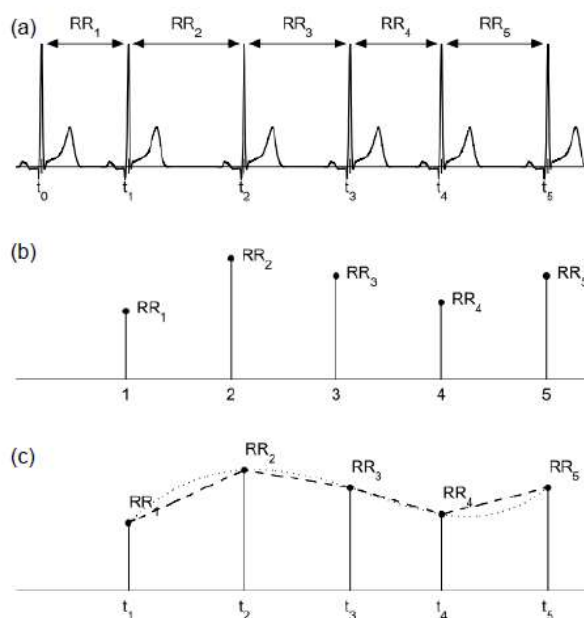 (a)
RR1 RR2 RR3 RR4 RR5
t0 t1 t2 t3 t4 t5
(b)
RR1 RR2 RR3 RR4 RR5
1 2 3 4 5
(c)
RR1 RR2 RR3 RR4 RR5
t1 t2 t3 t4 t5